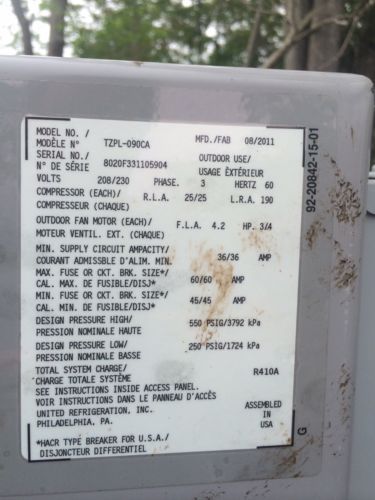 MODEL NO. / MODÈLE N° TZPL-090CA MFD./FAB 08/2011
SERIAL NO./ N° DE SÉRIE 8020F331105904 OUTDOOR USE/ USAGE ÈXTÉRIEUR
VOLTS 208/230 PHASE. 3 HERTZ 60
COMPRESSOR (EACH)/ R.L.A. 25/25 L.R.A. 190
COMPRESEUR (CHAQUE)
OUTDOOR FAN MOTOR (EACH)/ F.L.A. 4.2 HP. 3/4
MOTEUR VENTIL. EXT. (CHAQUE)
MIN. SUPPLY CIRCUIT AMPACITY/
COURANT ADMISSBLE D'ALIM. MIN. 36/36 AMP
MAX. FUSE OR CKT. BRK. SIZE*/
CAL. MAX. DE FUSIBLE/DISJ* 60/60 AMP
MIN. FUSE OR CKT. BRK. SIZE*/
CAL. MIN. DE FUSIBLE/DISJ* 45/45 AMP
DESIGN PRESSURE HIGH/ 550 PSIG/3792 kPa
PRESSION NOMINALE HAUTE
DESIGN PRESSURE LOW/ 250 PSIG/1724 kPa
PRESSION NOMINALE BASSE
TOTAL SYSTEM CHARGE/ R410A
CHARGE TOTALE SYSTÈME
SEE INSTRUCTIONS INSIDE ACCESS PANEL.
VOIR INSTRUCTIONS DANS LE PANNEAU D'ACCÈS
UNITED REFRIGERATION, INC. ASSEMBLED
PHILADELPHIA, PA. IN USA
*HACR TYPE BREAKER FOR U.S.A./
DISJONCTEUR DIFFERENTIEL
92-20842-15-01
G